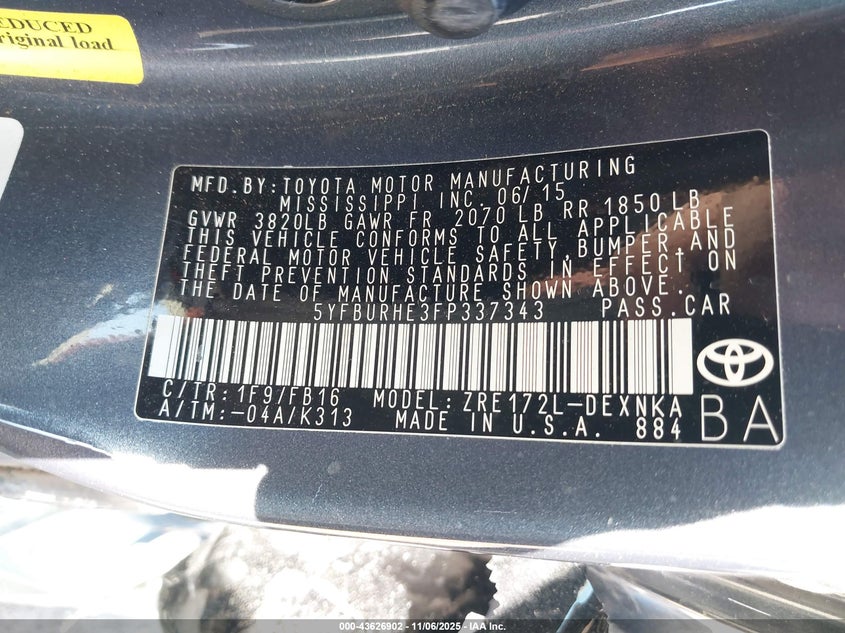 EDUCED
original load
MFD.BY:TOYOTA MOTOR MANUFACTURING
MISSISSIPPI INC. 06/15
GVWR 3820LB GAWR FR 2070 LB RR 1850 LB
THIS VEHICLE CONFORMS TO ALL APPLICABLE
FEDERAL MOTOR VEHICLE SAFETY,BUMPER,AND
THEFT PREVENTION STANDARDS IN EFFECT ON
THE DATE OF MANUFACTURE SHOWN ABOVE.
5YFBURHE3FP337343 PASS.CAR
C/TR:1F9/FB16 MODEL:ZRE172L-DEXNKA
A/TM:-04A/K313 MADE IN U.S.A. 884
BA
000-43626902 - 11/06/2025 - IAA Inc.